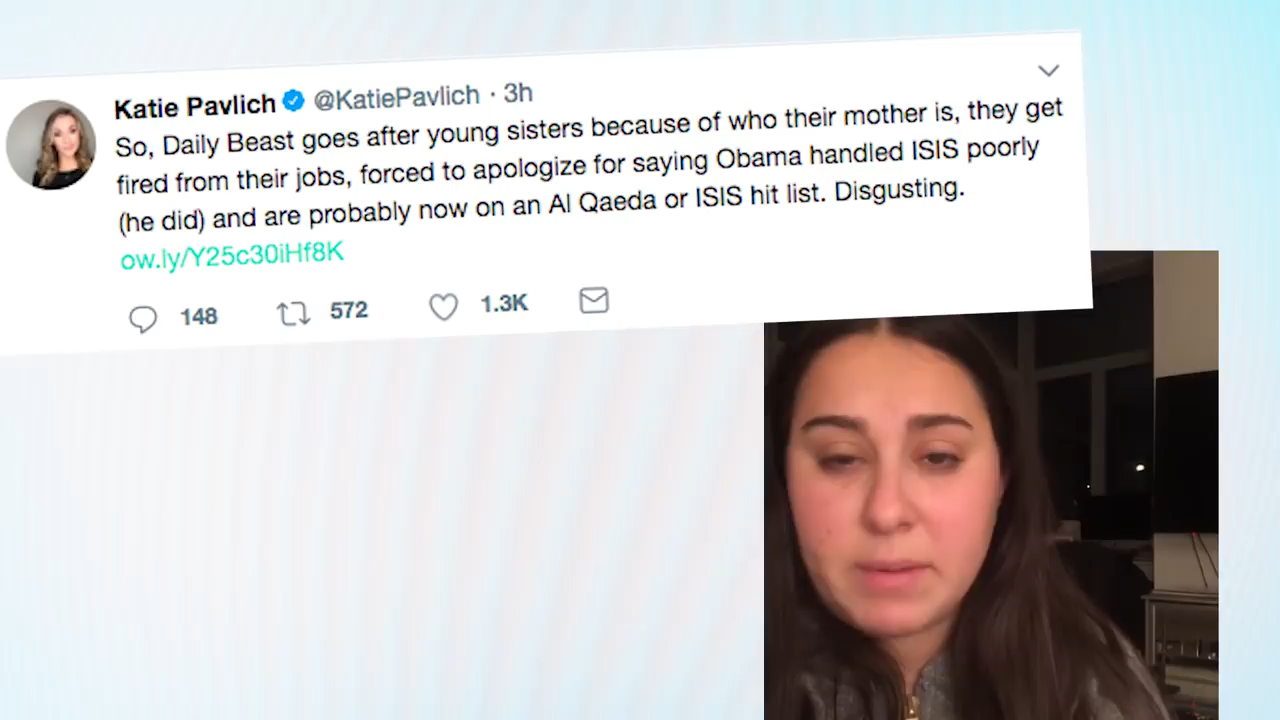 Katie Pavlich @KatiePavlich · 3h
So, Daily Beast goes after young sisters because of who their mother is, they get
fired from their jobs, forced to apologize for saying Obama handled ISIS poorly
(he did) and are probably now on an Al Qaeda or ISIS hit list. Disgusting.
ow.ly/Y25c30iHf8K
148 572 1.3K